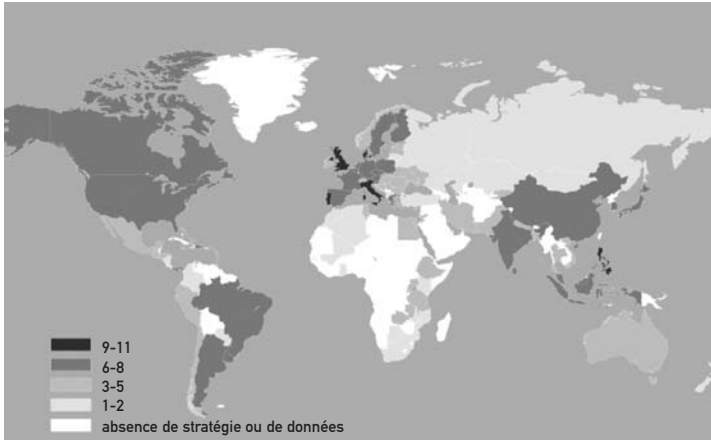 9-11
6-8
3-5
1-2
absence de stratégie ou de données